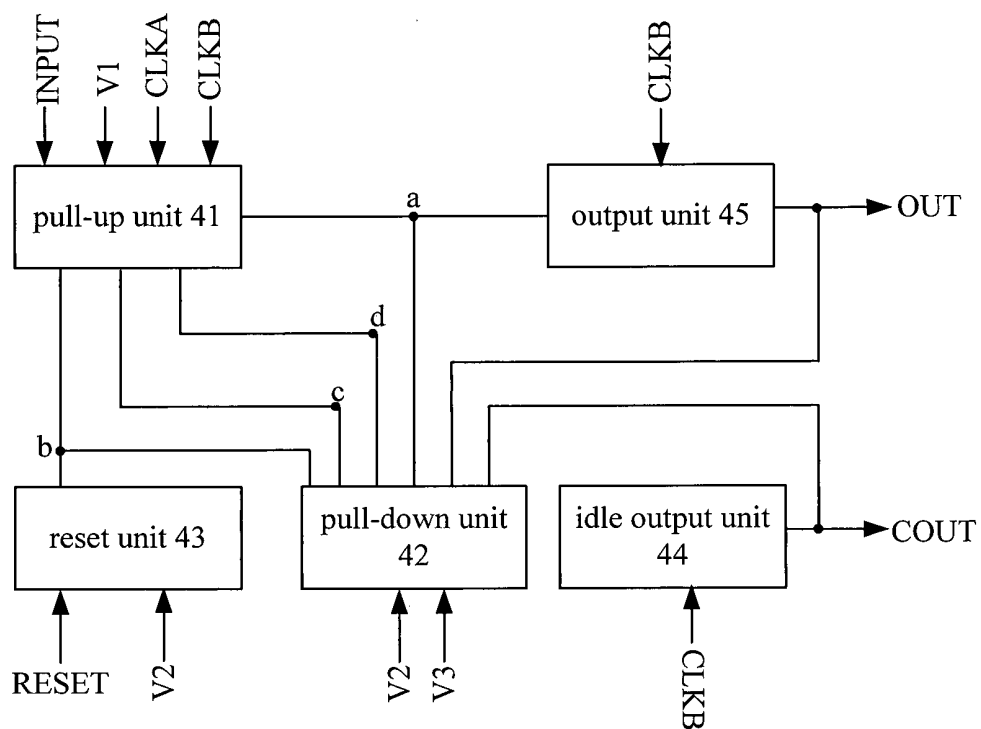 INPUT
V1
CLKA
CLKB
CLKB
pull-up unit 41
a
output unit 45
OUT
d
c
b
reset unit 43
pull-down unit
42
idle output unit
44
COUT
RESET
V2
V2
V3
CLKB